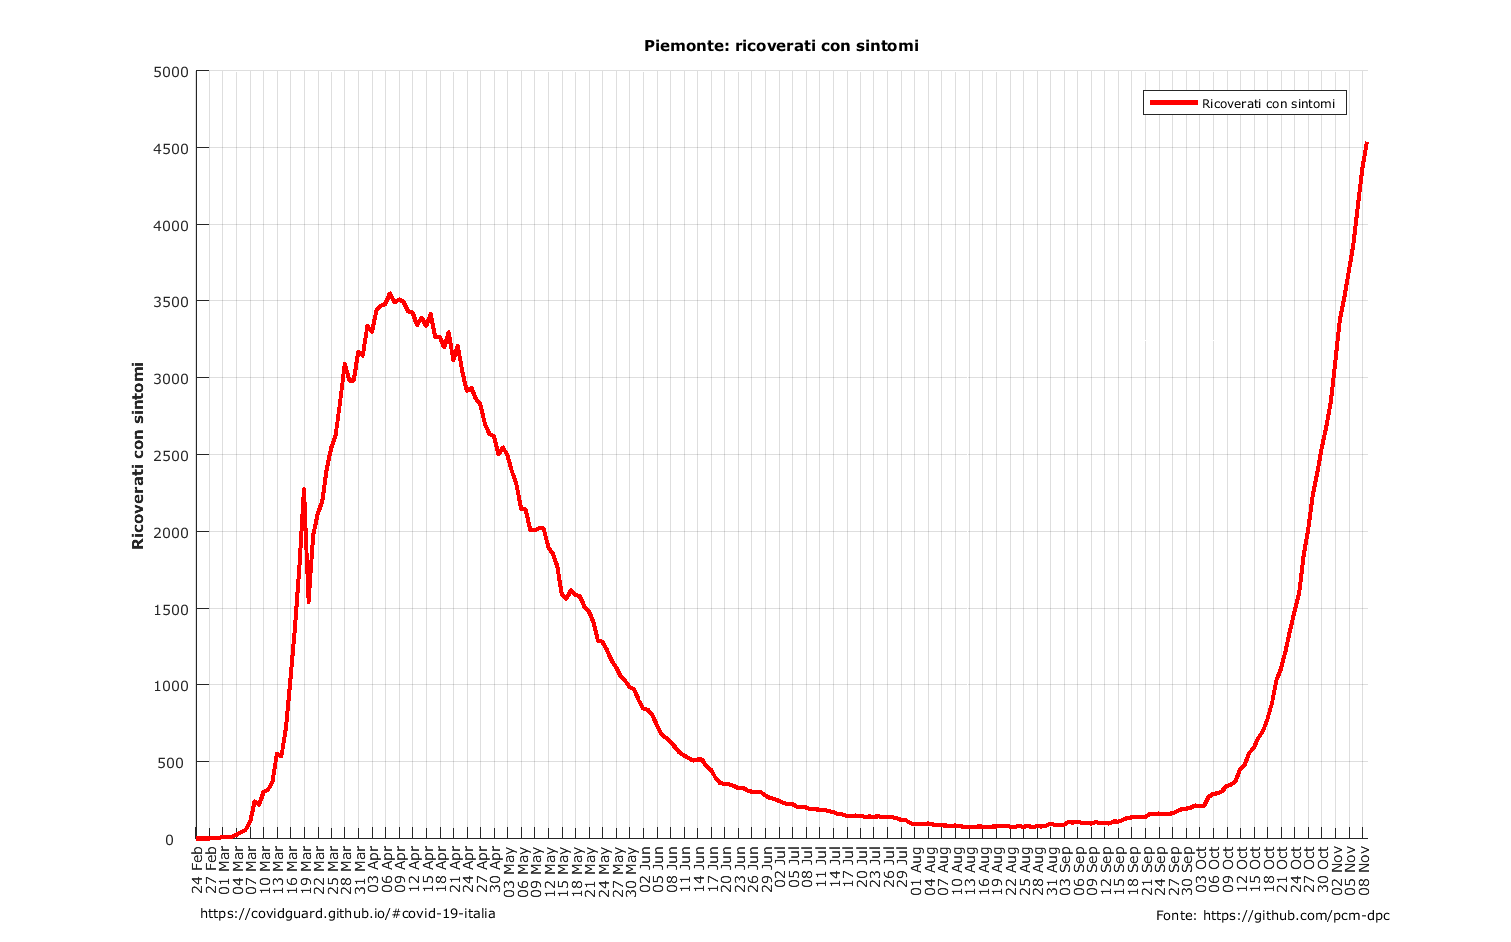 Piemonte: ricoverati con sintomi
Ricoverati con sintomi
5000
4500
4000
3500
3000
2500
2000
1500
1000
500
0
Ricoverati con sintomi
24 Feb
27 Feb
01 Mar
04 Mar
07 Mar
10 Mar
13 Mar
16 Mar
19 Mar
22 Mar
25 Mar
28 Mar
31 Mar
03 Apr
06 Apr
09 Apr
12 Apr
15 Apr
18 Apr
21 Apr
24 Apr
27 Apr
30 Apr
03 May
06 May
09 May
12 May
15 May
18 May
21 May
24 May
27 May
30 May
02 Jun
05 Jun
08 Jun
11 Jun
14 Jun
17 Jun
20 Jun
23 Jun
26 Jun
29 Jun
02 Jul
05 Jul
08 Jul
11 Jul
14 Jul
17 Jul
20 Jul
23 Jul
26 Jul
29 Jul
01 Aug
04 Aug
07 Aug
10 Aug
13 Aug
16 Aug
19 Aug
22 Aug
25 Aug
28 Aug
31 Aug
03 Sep
06 Sep
09 Sep
12 Sep
15 Sep
18 Sep
21 Sep
24 Sep
27 Sep
30 Sep
03 Oct
06 Oct
09 Oct
12 Oct
15 Oct
18 Oct
21 Oct
24 Oct
27 Oct
30 Oct
02 Nov
05 Nov
08 Nov
https://covidguard.github.io/#covid-19-italia
Fonte: https://github.com/pcm-dpc